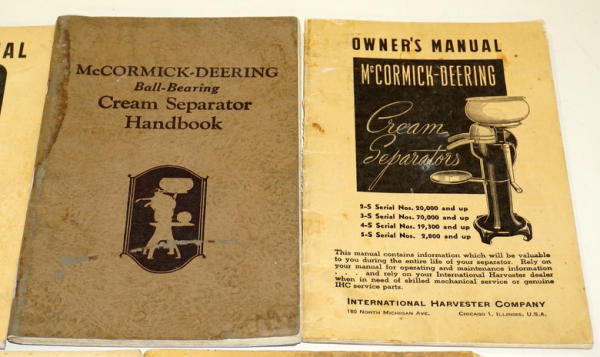 UAL
McCORMICK-DEERING
Ball-Bearing
Cream Separator
Handbook
OWNER'S MANUAL
McCORMICK-DEERING
Cream
Separators
2-S Serial Nos. 20,000 and up
3-S Serial Nos. 70,000 and up
4-S Serial Nos. 19,300 and up
5-S Serial Nos. 2,800 and up
This manual contains information which will be valuable
to you during the entire life of your separator. Rely on
your manual for operating and maintenance information
. . . . and rely on your International Harvester dealer
when in need of skilled mechanical service or genuine
IHC service parts.
INTERNATIONAL HARVESTER COMPANY
180 NORTH MICHIGAN AVE. CHICAGO 1, ILLINOIS, U.S.A.